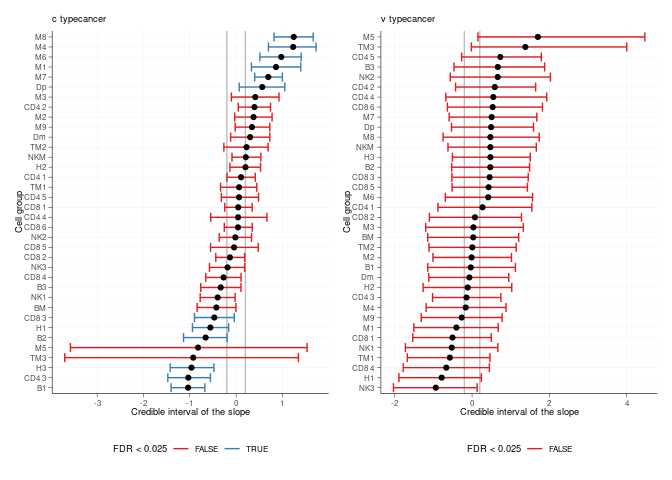 c typecancer
M8
M4
M6
M1
M7
Dp
M3
CD4 2
M2
M9
Dm
TM2
NKM
H2
CD4 1
TM1
CD4 5
CD8 1
CD4 4
CD8 6
NK2
CD8 5
CD8 2
NK3
CD8 4
B3
NK1
BM
CD8 3
H1
B2
M5
TM3
H3
CD4 3
B1
Cell group
-3 -2 -1 0 1
Credible interval of the slope
FDR < 0.025 FALSE TRUE
v typecancer
M5
TM3
CD4 5
B3
NK2
CD4 2
CD4 4
CD8 6
M7
Dp
M8
NKM
H3
B2
CD8 3
CD8 5
M6
CD4 1
CD8 2
M3
BM
TM2
M2
B1
Dm
H2
CD4 3
M4
M9
M1
CD8 1
NK1
TM1
CD8 4
H1
NK3
Cell group
-2 0 2 4
Credible interval of the slope
FDR < 0.025 FALSE